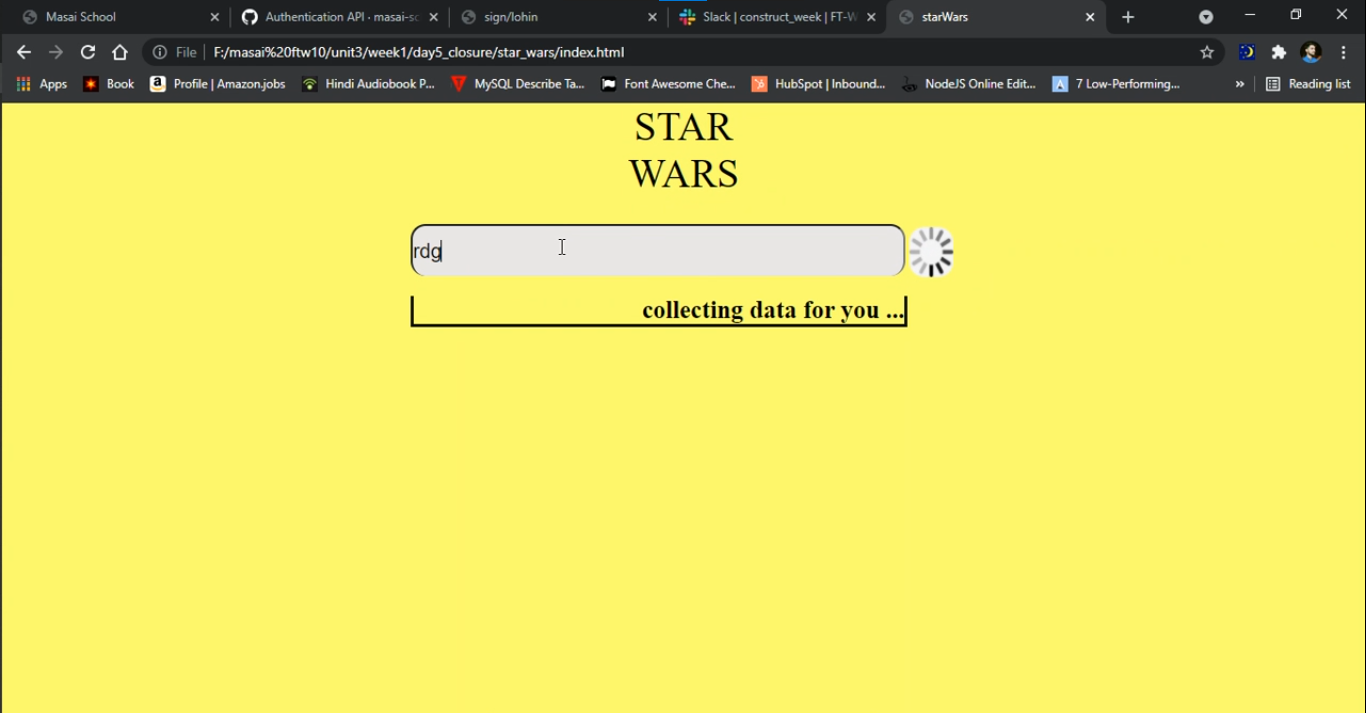 Masai School
Authentication API · masai-sc
sign/lohin
Slack | construct_week | FT-W
starWars
File
F:/masai%20ftw10/unit3/week1/day5_closure/star_wars/index.html
Apps
Book
Profile | Amazon.jobs
Hindi Audiobook P...
MySQL Describe Ta...
Font Awesome Che...
HubSpot | Inbound...
NodeJS Online Edit...
7 Low-Performing...
»
Reading list
STAR
WARS
rdg
collecting data for you ...